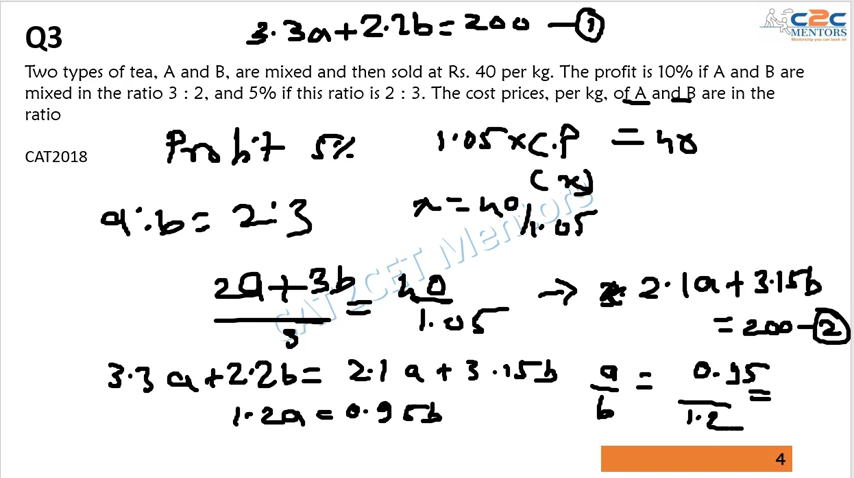 3.3a+2.2b=200 —①
C2C
MENTORS
Mentorship you can bank on
Q3
Two types of tea, A and B, are mixed and then sold at Rs. 40 per kg. The profit is 10% if A and B are
mixed in the ratio 3 : 2, and 5% if this ratio is 2 : 3. The cost prices, per kg, of A and B are in the
ratio
CAT2018
Profit 5% 1.05×C.P = 40
(x)
a:b = 2:3 x = 40/1.05
CAT2CET Mentors
2a+3b/5 = 40/1.05 → 2.1a+3.15b
= 200 —②
3.3a+2.2b = 2.1a+3.15b a/b = 0.95/1.2 =
1.2a = 0.95b
4